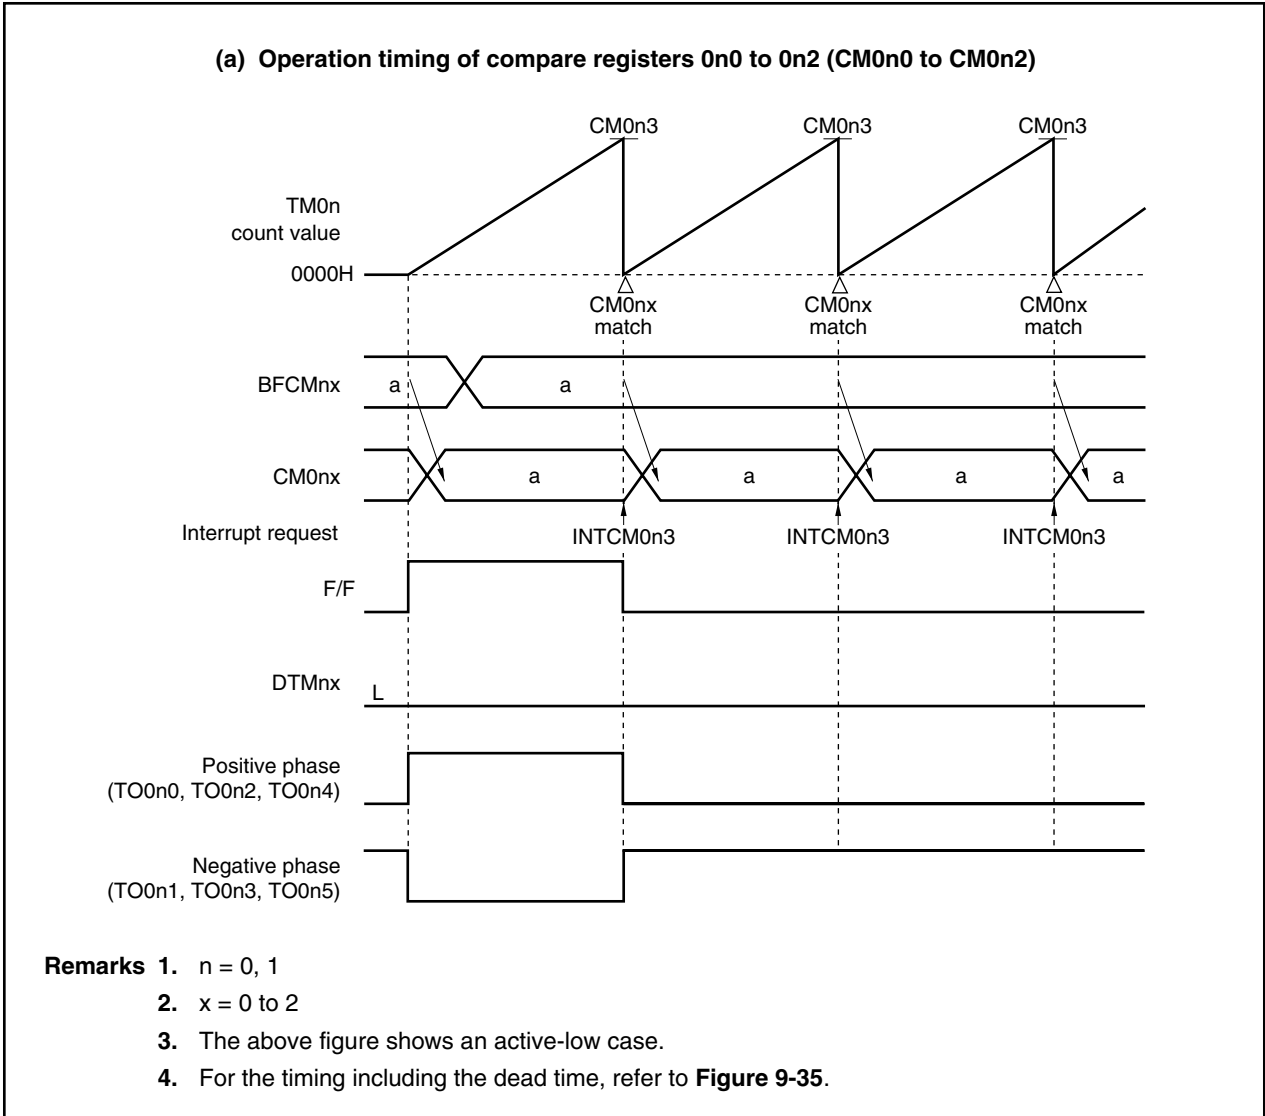 (a) Operation timing of compare registers 0n0 to 0n2 (CM0n0 to CM0n2)
CM0n3 CM0n3 CM0n3
TM0n
count value
0000H
CM0nx
match
CM0nx
match
CM0nx
match
BFCMnx a a
CM0nx a a a a
Interrupt request INTCM0n3 INTCM0n3 INTCM0n3
F/F
DTMnx L
Positive phase
(TO0n0, TO0n2, TO0n4)
Negative phase
(TO0n1, TO0n3, TO0n5)
Remarks 1. n = 0, 1
2. x = 0 to 2
3. The above figure shows an active-low case.
4. For the timing including the dead time, refer to Figure 9-35.